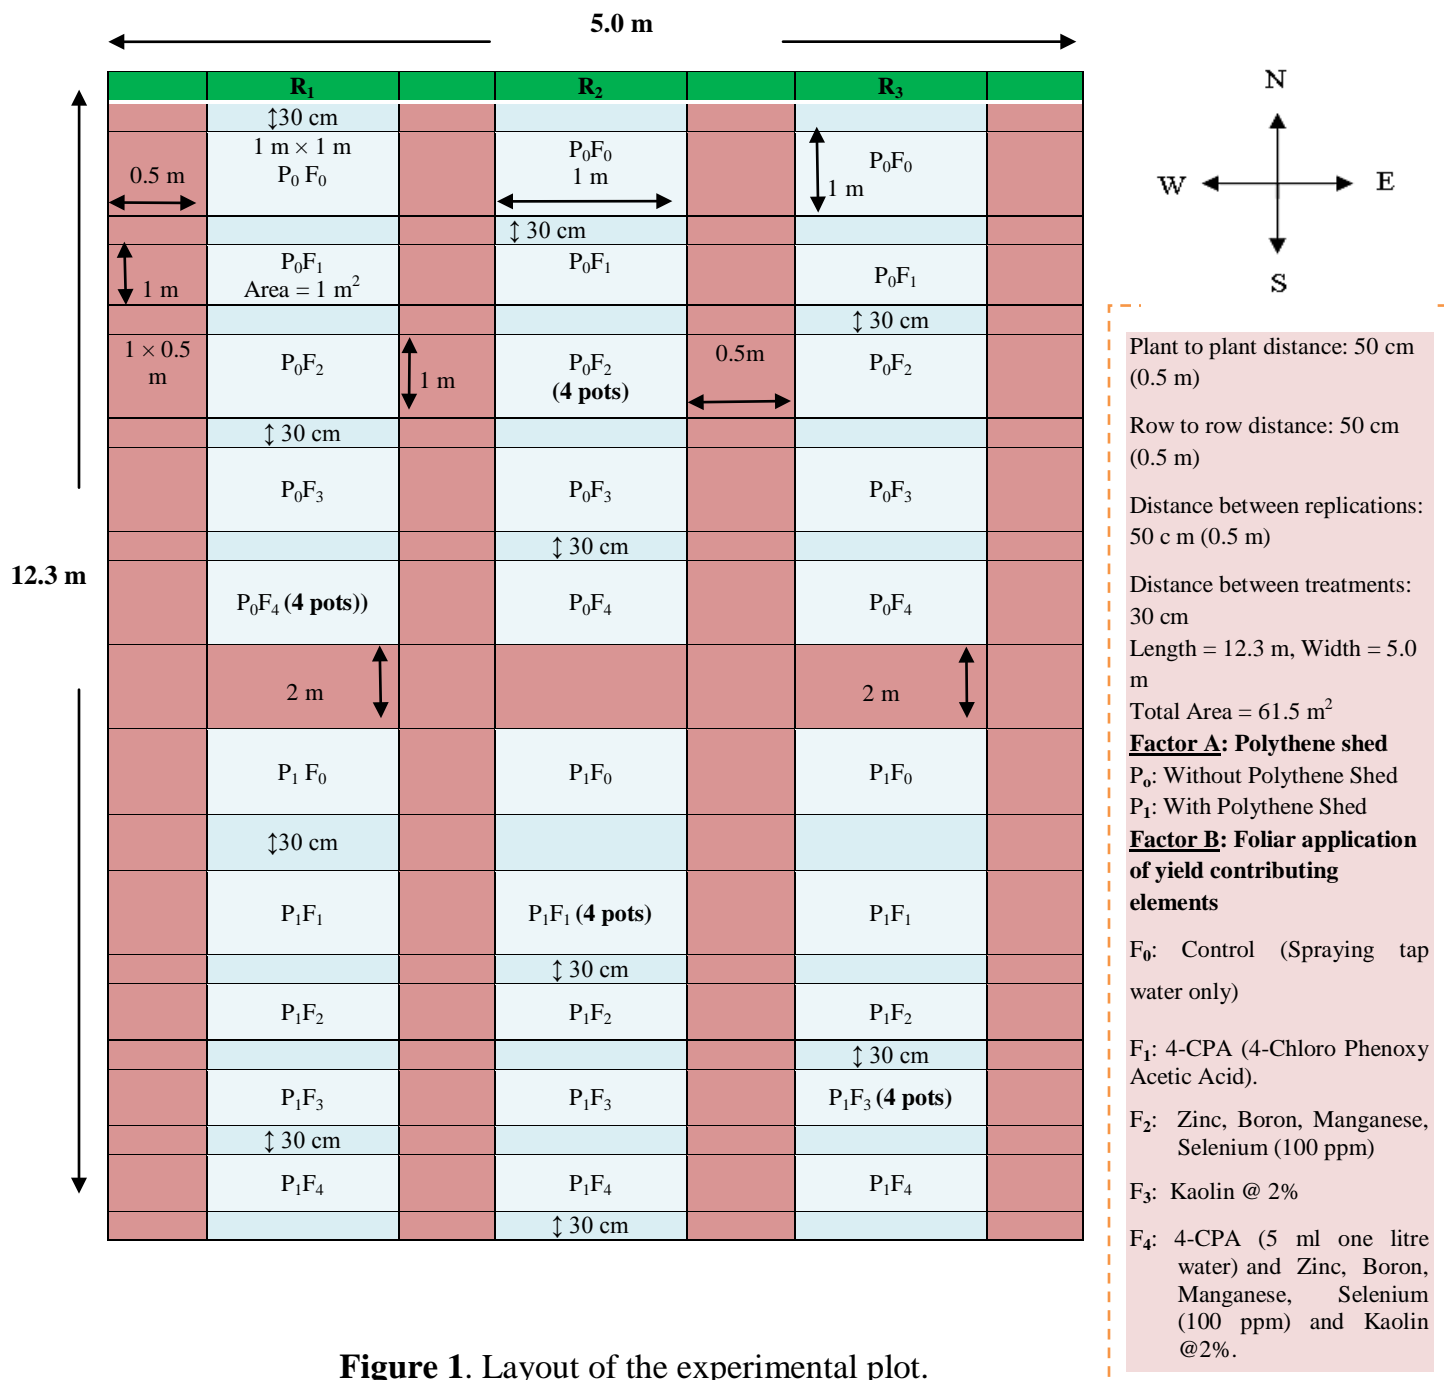 5.0 m
N
W E
S
R₁ R₂ R₃
↕30 cm
1 m × 1 m
P₀ F₀
P₀F₀
1 m
P₀F₀
1 m
0.5 m
↕ 30 cm
P₀F₁
Area = 1 m²
P₀F₁
P₀F₁
1 m
↕ 30 cm
1 × 0.5
m
P₀F₂
1 m
P₀F₂
(4 pots)
0.5m
P₀F₂
↕ 30 cm
P₀F₃ P₀F₃ P₀F₃
↕ 30 cm
12.3 m
P₀F₄ (4 pots)) P₀F₄ P₀F₄
2 m 2 m
P₁ F₀ P₁F₀ P₁F₀
↕30 cm
P₁F₁ P₁F₁ (4 pots) P₁F₁
↕ 30 cm
P₁F₂ P₁F₂ P₁F₂
↕ 30 cm
P₁F₃ P₁F₃ P₁F₃ (4 pots)
↕ 30 cm
P₁F₄ P₁F₄ P₁F₄
↕ 30 cm
Plant to plant distance: 50 cm
(0.5 m)
Row to row distance: 50 cm
(0.5 m)
Distance between replications:
50 c m (0.5 m)
Distance between treatments:
30 cm
Length = 12.3 m, Width = 5.0
m
Total Area = 61.5 m²
Factor A: Polythene shed
Pₒ: Without Polythene Shed
P₁: With Polythene Shed
Factor B: Foliar application
of yield contributing
elements
F₀: Control (Spraying tap
water only)
F₁: 4-CPA (4-Chloro Phenoxy
Acetic Acid).
F₂: Zinc, Boron, Manganese,
Selenium (100 ppm)
F₃: Kaolin @ 2%
F₄: 4-CPA (5 ml one litre
water) and Zinc, Boron,
Manganese, Selenium
(100 ppm) and Kaolin
@2%.
Figure 1. Layout of the experimental plot.